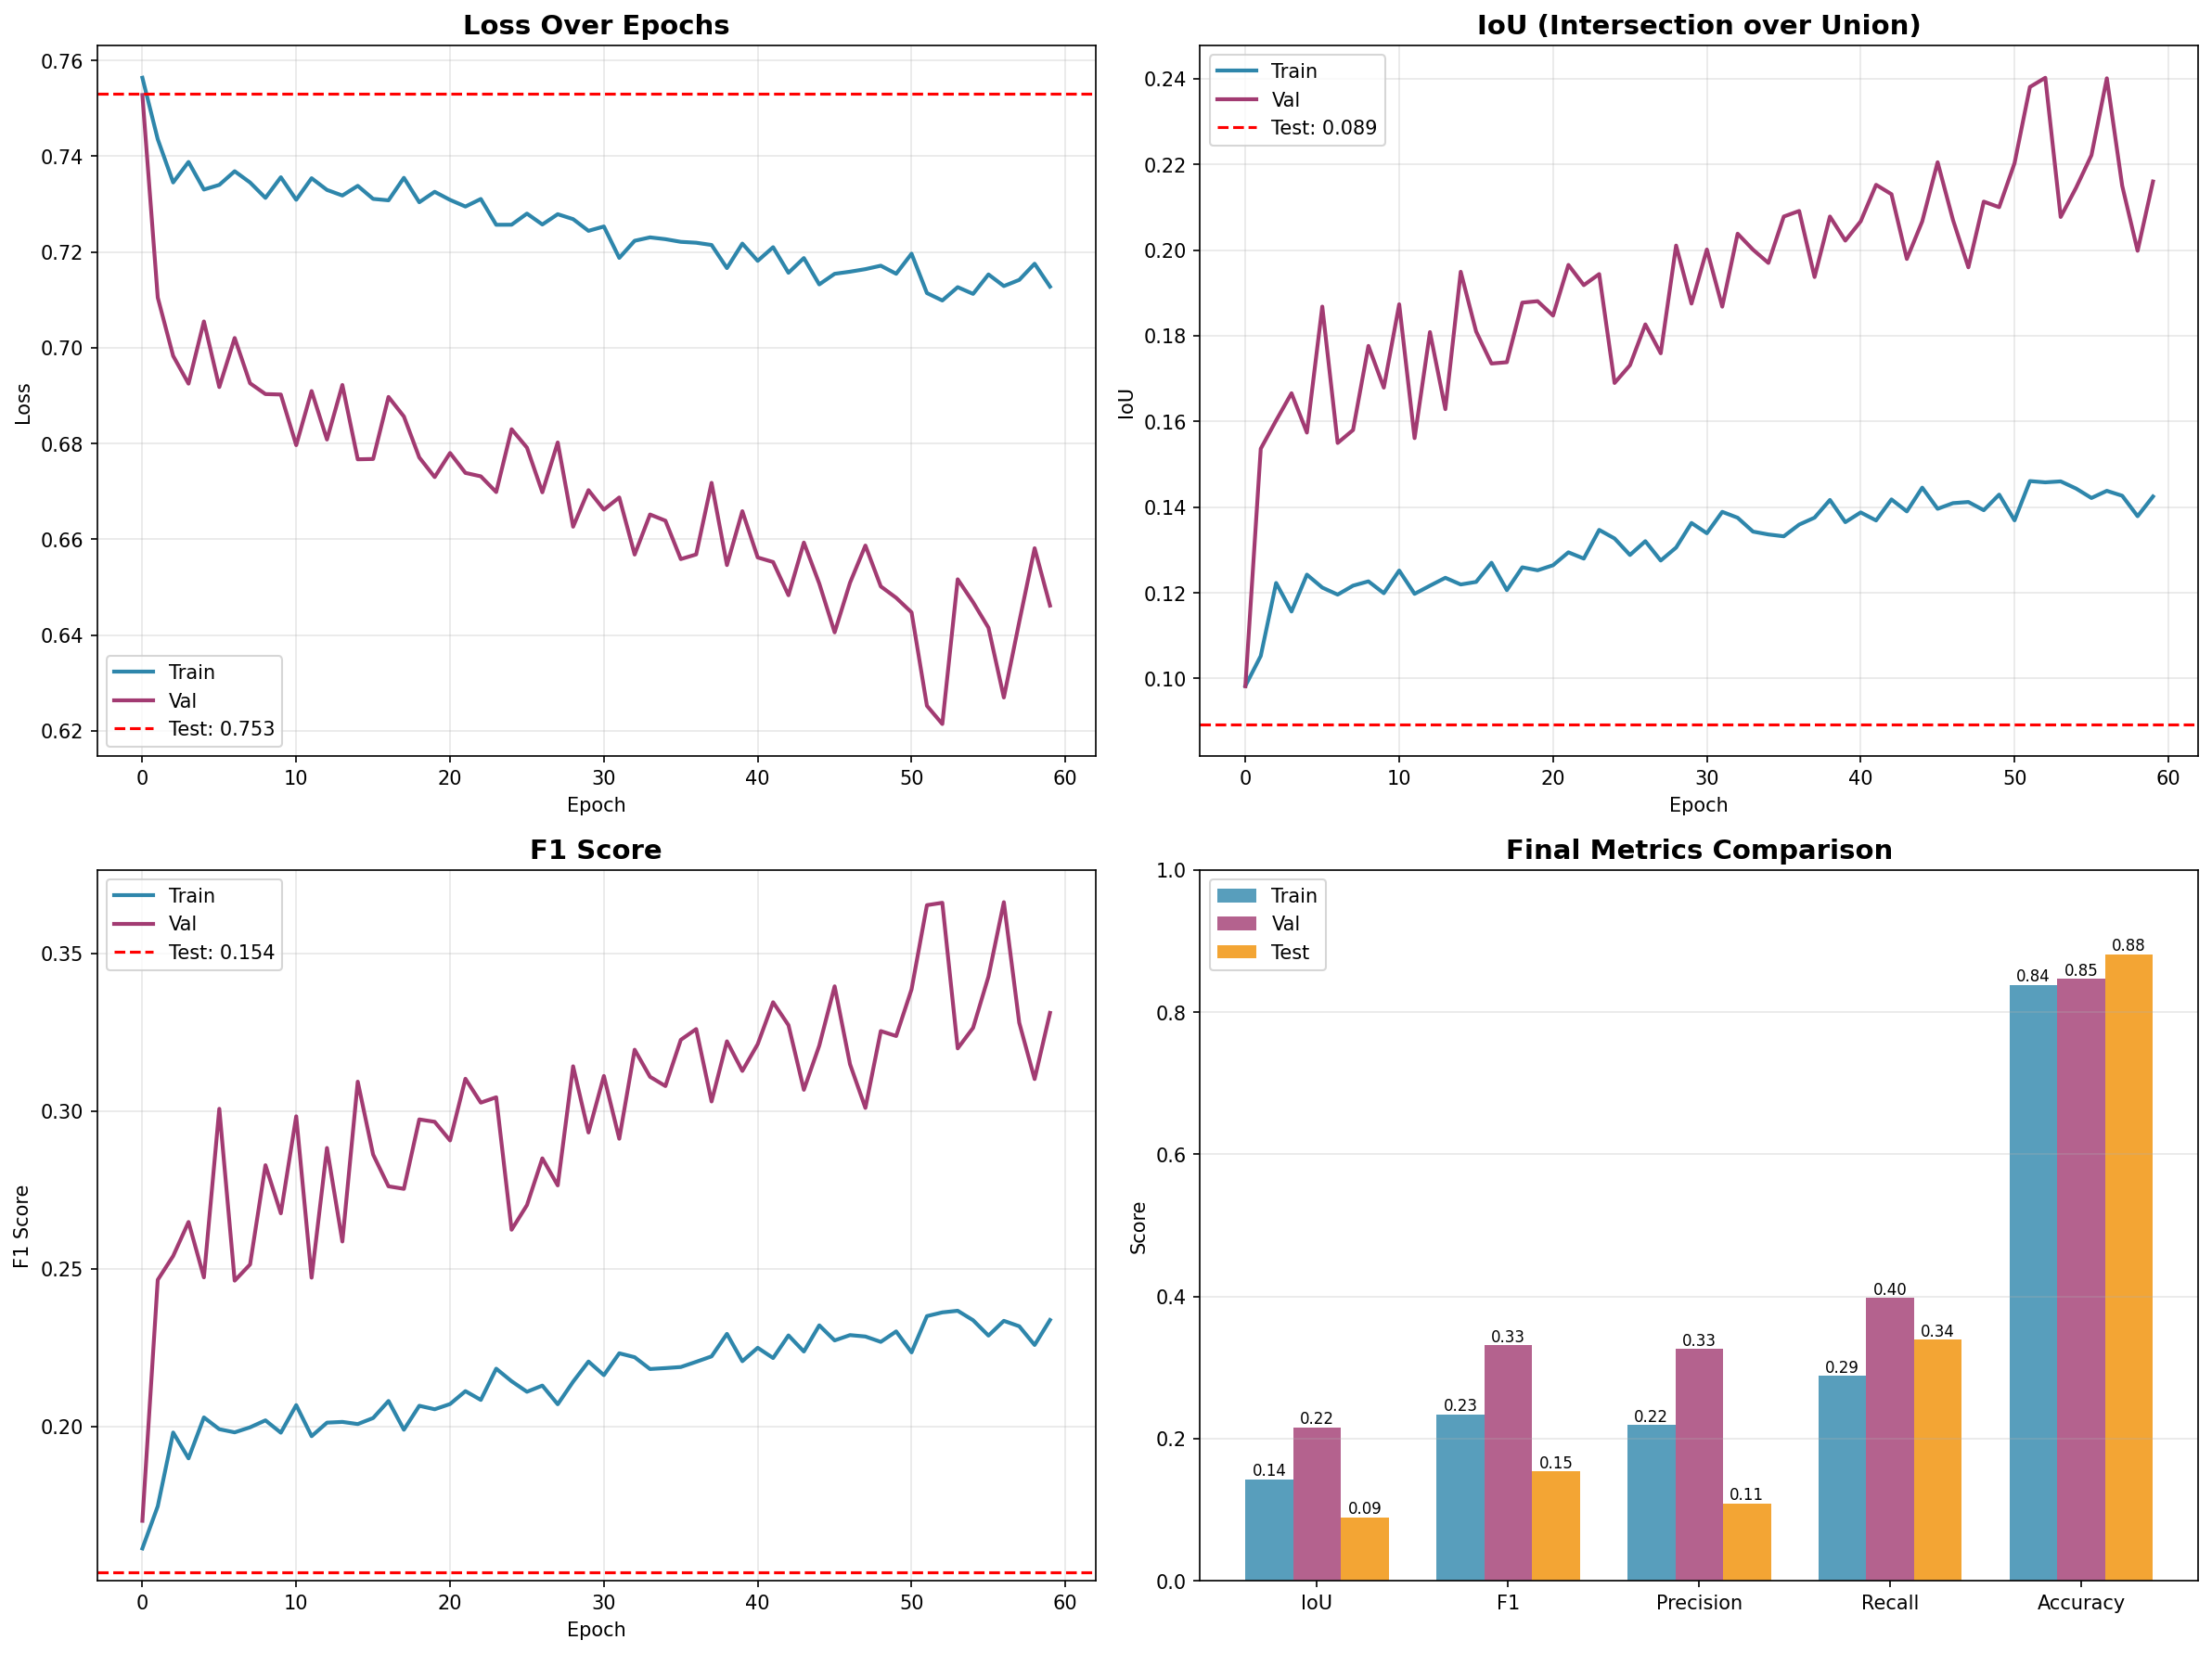 Loss Over Epochs
Loss
0.76
0.74
0.72
0.70
0.68
0.66
0.64
0.62
Train
Val
Test: 0.753
0 10 20 30 40 50 60
Epoch
IoU (Intersection over Union)
IoU
0.24
0.22
0.20
0.18
0.16
0.14
0.12
0.10
Train
Val
Test: 0.089
0 10 20 30 40 50 60
Epoch
F1 Score
F1 Score
0.35
0.30
0.25
0.20
Train
Val
Test: 0.154
0 10 20 30 40 50 60
Epoch
Final Metrics Comparison
Score
1.0
0.8
0.6
0.4
0.2
0.0
Train
Val
Test
0.14 0.22 0.09
0.23 0.33 0.15
0.22 0.33 0.11
0.29 0.40 0.34
0.84 0.85 0.88
IoU F1 Precision Recall Accuracy